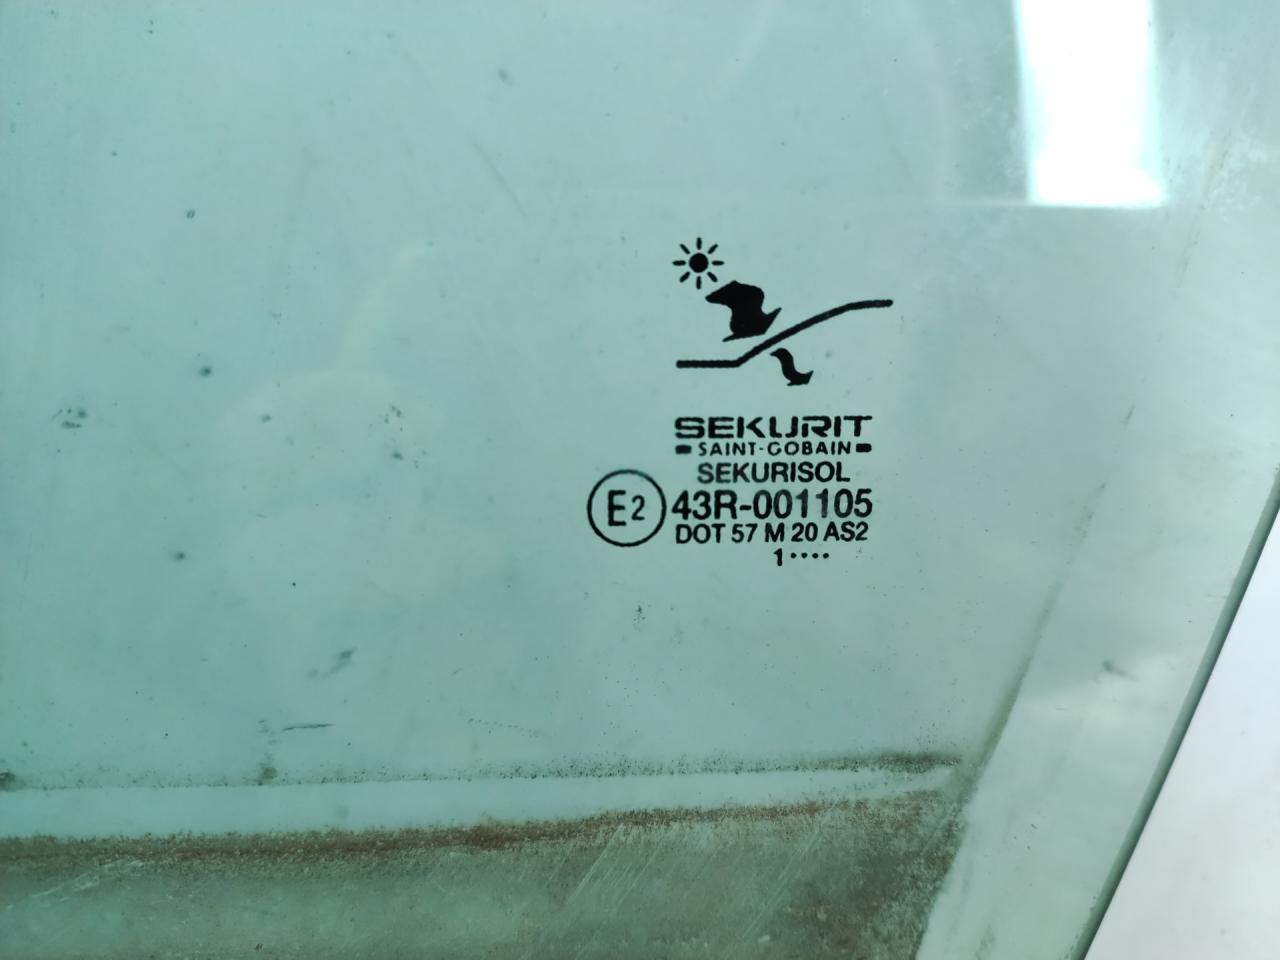 SEKURIT
SAINT-GOBAIN
SEKURISOL
E2 43R-001105
DOT 57 M 20 AS2
1····